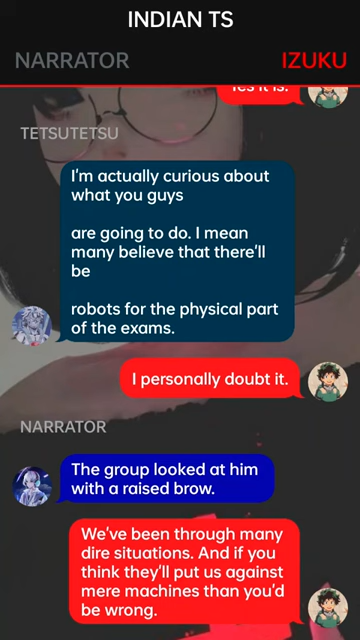 INDIAN TS
NARRATOR
IZUKU
Yes it is.
TETSUTETSU
I'm actually curious about
what you guys
are going to do. I mean
many believe that there'll
be
robots for the physical part
of the exams.
I personally doubt it.
NARRATOR
The group looked at him
with a raised brow.
We've been through many
dire situations. And if you
think they'll put us against
mere machines than you'd
be wrong.